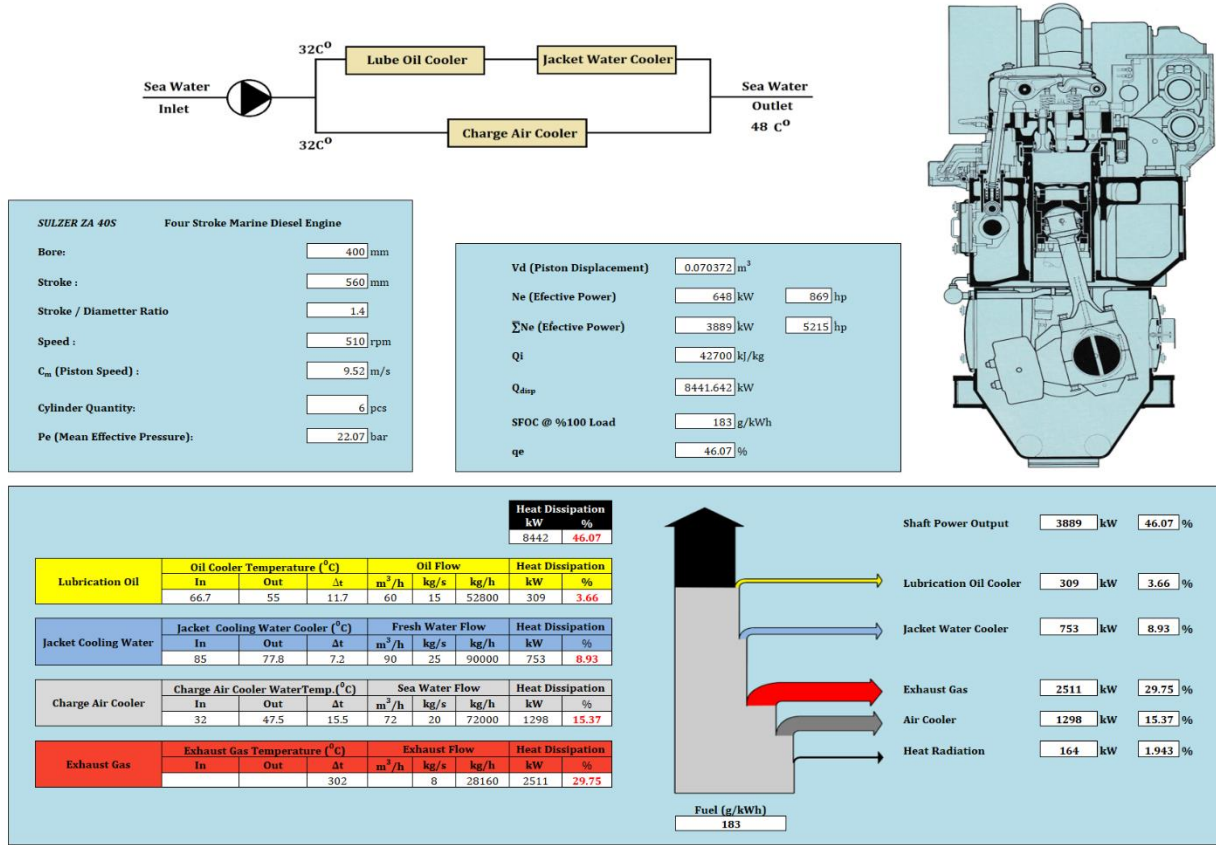 32C⁰
Lube Oil Cooler
Jacket Water Cooler
Sea Water
Inlet
Sea Water
Outlet
48 C⁰
32C⁰
Charge Air Cooler
SULZER ZA 40S Four Stroke Marine Diesel Engine
Bore: 400 mm
Stroke : 560 mm
Stroke / Diametter Ratio 1.4
Speed : 510 rpm
Cm (Piston Speed) : 9.52 m/s
Cylinder Quantity: 6 pcs
Pe (Mean Effective Pressure): 22.07 bar
Vd (Piston Displacement) 0.070372 m³
Ne (Efective Power) 648 kW 869 hp
∑Ne (Efective Power) 3889 kW 5215 hp
Qi 42700 kJ/kg
Qdisp 8441.642 kW
SFOC @ %100 Load 183 g/kWh
qe 46.07 %
Heat Dissipation
kW %
8442 46.07
Lubrication Oil
Oil Cooler Temperature (⁰C) Oil Flow Heat Dissipation
In Out Δt m³/h kg/s kg/h kW %
66.7 55 11.7 60 15 52800 309 3.66
Jacket Cooling Water
Jacket Cooling Water Cooler (⁰C) Fresh Water Flow Heat Dissipation
In Out Δt m³/h kg/s kg/h kW %
85 77.8 7.2 90 25 90000 753 8.93
Charge Air Cooler
Charge Air Cooler WaterTemp.(⁰C) Sea Water Flow Heat Dissipation
In Out Δt m³/h kg/s kg/h kW %
32 47.5 15.5 72 20 72000 1298 15.37
Exhaust Gas
Exhaust Gas Temperature (⁰C) Exhaust Flow Heat Dissipation
In Out Δt m³/h kg/s kg/h kW %
302 8 28160 2511 29.75
Shaft Power Output 3889 kW 46.07 %
Lubrication Oil Cooler 309 kW 3.66 %
Jacket Water Cooler 753 kW 8.93 %
Exhaust Gas 2511 kW 29.75 %
Air Cooler 1298 kW 15.37 %
Heat Radiation 164 kW 1.943 %
Fuel (g/kWh)
183